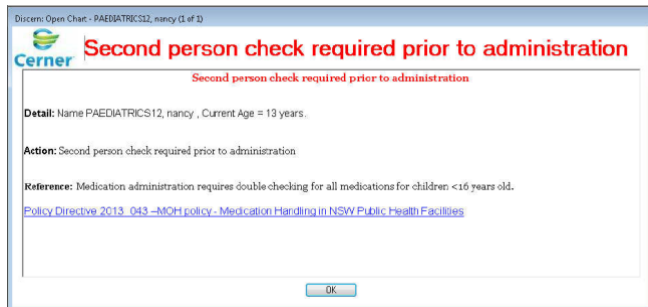 Discern: Open Chart - PAEDIATRICS12, nancy (1 of 1)
Cerner
Second person check required prior to administration
Second person check required prior to administration
Detail: Name PAEDIATRICS12, nancy , Current Age = 13 years.
Action: Second person check required prior to administration
Reference: Medication administration requires double checking for all medications for children <16 years old.
Policy Directive 2013_043 –MOH policy - Medication Handling in NSW Public Health Facilities
OK